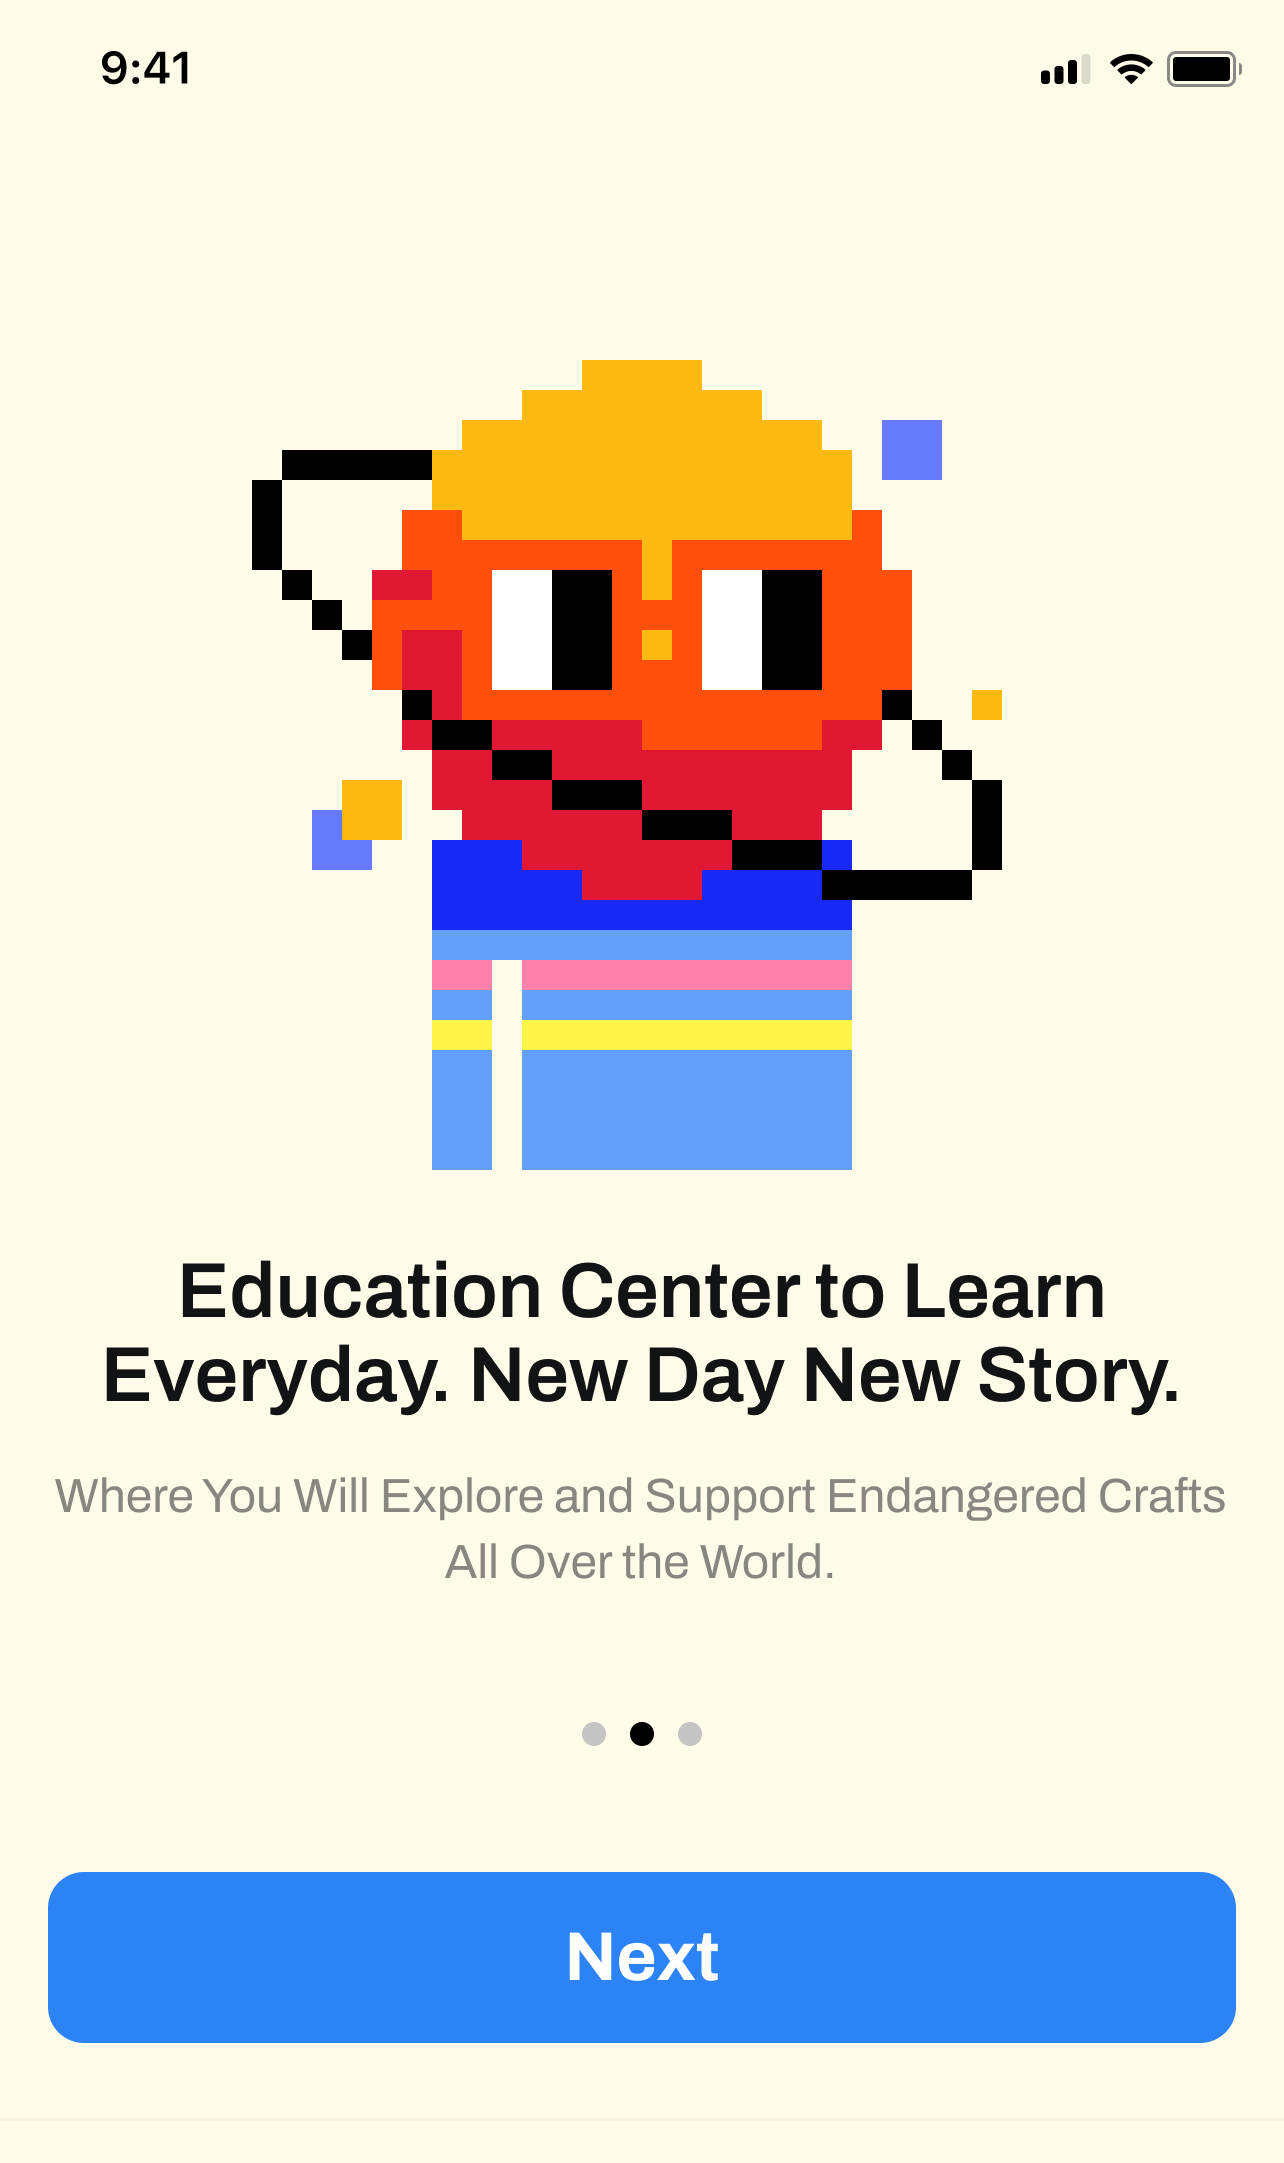 9:41
Education Center to Learn
Everyday. New Day New Story.
Where You Will Explore and Support Endangered Crafts
All Over the World.
Next